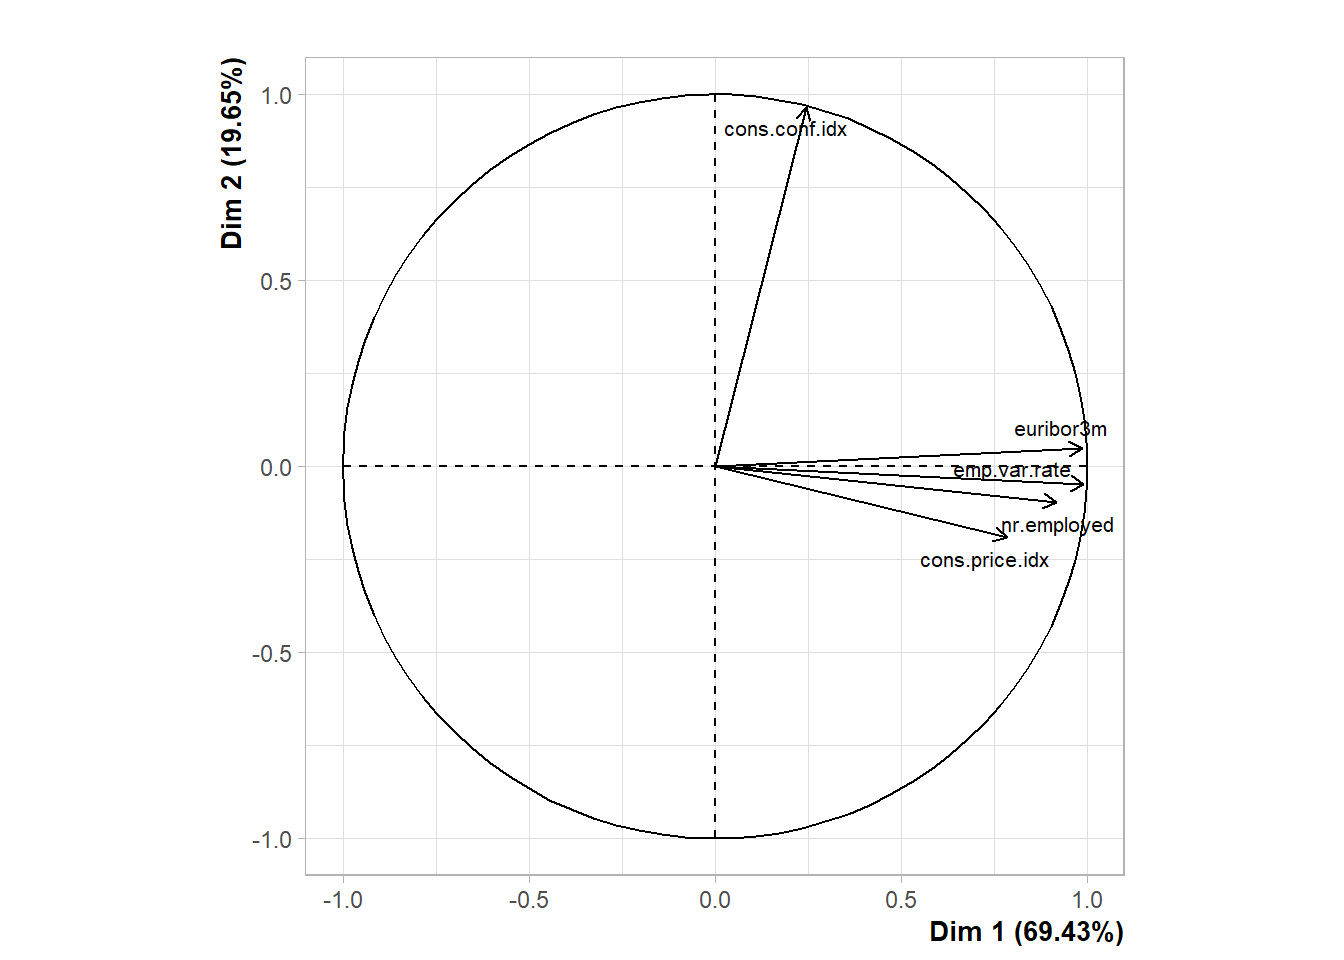 Dim 2 (19.65%)
1.0
0.5
0.0
-0.5
-1.0
cons.conf.idx
euribor3m
emp.var.rate
nr.employed
cons.price.idx
-1.0
-0.5
0.0
0.5
1.0
Dim 1 (69.43%)